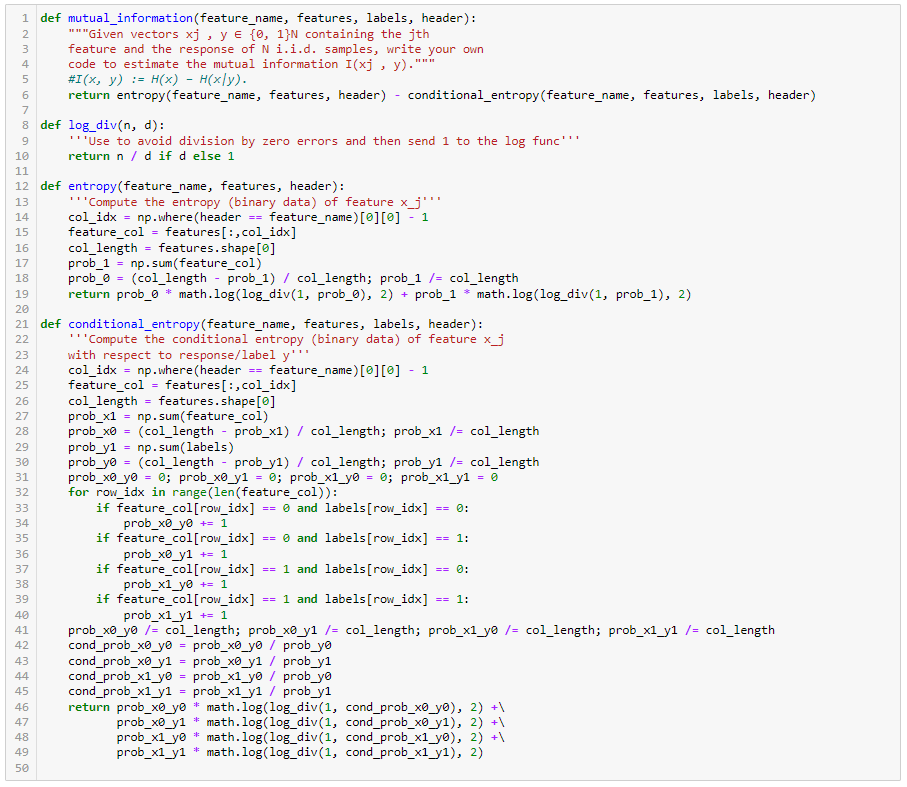 1 def mutual_information(feature_name, features, labels, header):
2     """Given vectors xj , y ∈ {0, 1}N containing the jth
3     feature and the response of N i.i.d. samples, write your own
4     code to estimate the mutual information I(xj , y)."""
5     #I(x, y) := H(x) − H(x|y).
6     return entropy(feature_name, features, header) - conditional_entropy(feature_name, features, labels, header)
7
8 def log_div(n, d):
9     '''Use to avoid division by zero errors and then send 1 to the log func'''
10     return n / d if d else 1
11
12 def entropy(feature_name, features, header):
13     '''Compute the entropy (binary data) of feature x_j'''
14     col_idx = np.where(header == feature_name)[0][0] - 1
15     feature_col = features[:,col_idx]
16     col_length = features.shape[0]
17     prob_1 = np.sum(feature_col)
18     prob_0 = (col_length - prob_1) / col_length; prob_1 /= col_length
19     return prob_0 * math.log(log_div(1, prob_0), 2) + prob_1 * math.log(log_div(1, prob_1), 2)
20
21 def conditional_entropy(feature_name, features, labels, header):
22     '''Compute the conditional entropy (binary data) of feature x_j
23     with respect to response/label y'''
24     col_idx = np.where(header == feature_name)[0][0] - 1
25     feature_col = features[:,col_idx]
26     col_length = features.shape[0]
27     prob_x1 = np.sum(feature_col)
28     prob_x0 = (col_length - prob_x1) / col_length; prob_x1 /= col_length
29     prob_y1 = np.sum(labels)
30     prob_y0 = (col_length - prob_y1) / col_length; prob_y1 /= col_length
31     prob_x0_y0 = 0; prob_x0_y1 = 0; prob_x1_y0 = 0; prob_x1_y1 = 0
32     for row_idx in range(len(feature_col)):
33         if feature_col[row_idx] == 0 and labels[row_idx] == 0:
34             prob_x0_y0 += 1
35         if feature_col[row_idx] == 0 and labels[row_idx] == 1:
36             prob_x0_y1 += 1
37         if feature_col[row_idx] == 1 and labels[row_idx] == 0:
38             prob_x1_y0 += 1
39         if feature_col[row_idx] == 1 and labels[row_idx] == 1:
40             prob_x1_y1 += 1
41     prob_x0_y0 /= col_length; prob_x0_y1 /= col_length; prob_x1_y0 /= col_length; prob_x1_y1 /= col_length
42     cond_prob_x0_y0 = prob_x0_y0 / prob_y0
43     cond_prob_x0_y1 = prob_x0_y1 / prob_y1
44     cond_prob_x1_y0 = prob_x1_y0 / prob_y0
45     cond_prob_x1_y1 = prob_x1_y1 / prob_y1
46     return prob_x0_y0 * math.log(log_div(1, cond_prob_x0_y0), 2) +\
47            prob_x0_y1 * math.log(log_div(1, cond_prob_x0_y1), 2) +\
48            prob_x1_y0 * math.log(log_div(1, cond_prob_x1_y0), 2) +\
49            prob_x1_y1 * math.log(log_div(1, cond_prob_x1_y1), 2)
50